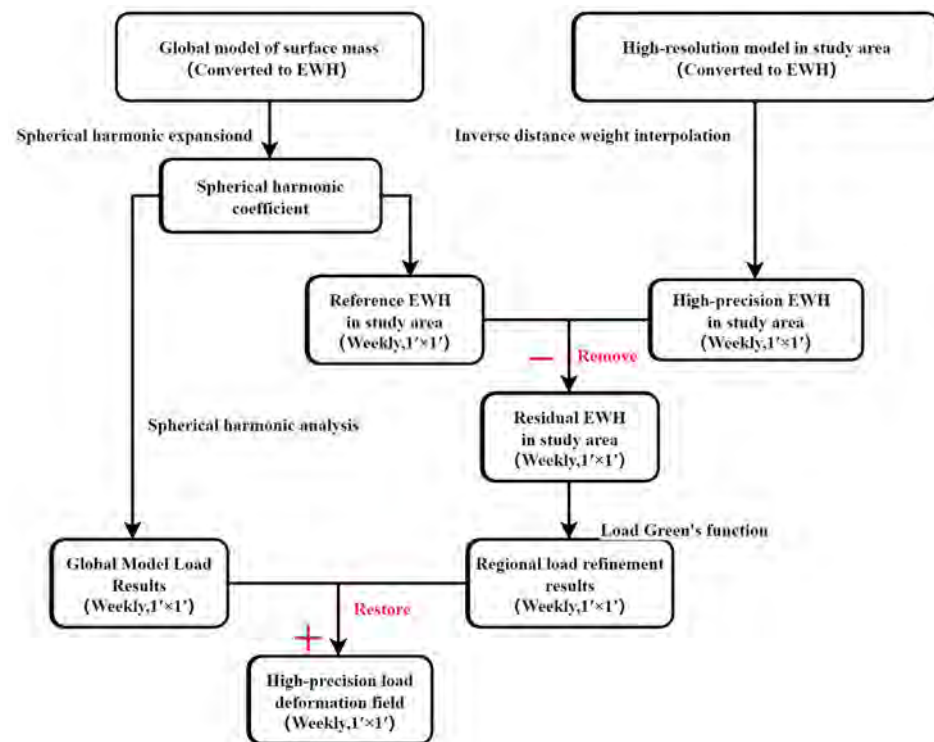 Global model of surface mass
(Converted to EWH)
High-resolution model in study area
(Converted to EWH)
Spherical harmonic expansiond
Inverse distance weight interpolation
Spherical harmonic
coefficient
Reference EWH
in study area
(Weekly,1′×1′)
High-precision EWH
in study area
(Weekly,1′×1′)
− Remove
Residual EWH
in study area
(Weekly,1′×1′)
Spherical harmonic analysis
Load Green's function
Global Model Load
Results
(Weekly,1′×1′)
Regional load refinement
results
(Weekly,1′×1′)
Restore
+
High-precision load
deformation field
(Weekly,1′×1′)